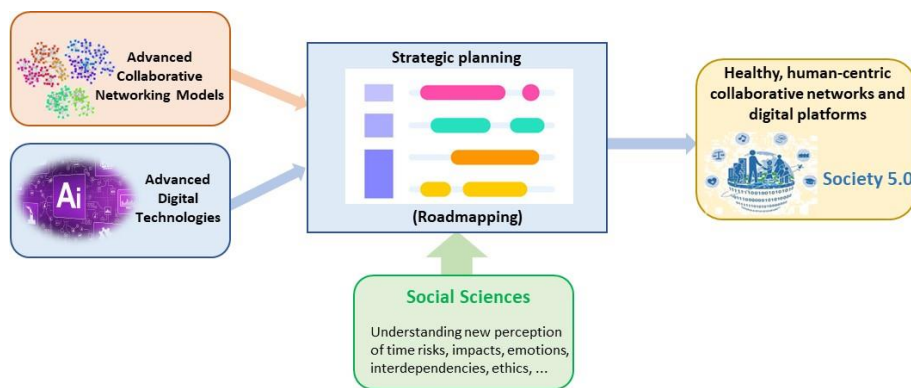 Advanced
Collaborative
Networking Models
Ai
Advanced
Digital
Technologies
Strategic planning
(Roadmapping)
Social Sciences
Understanding new perception
of time risks, impacts, emotions,
interdependencies, ethics, ...
Healthy, human-centric
collaborative networks and
digital platforms
Society 5.0